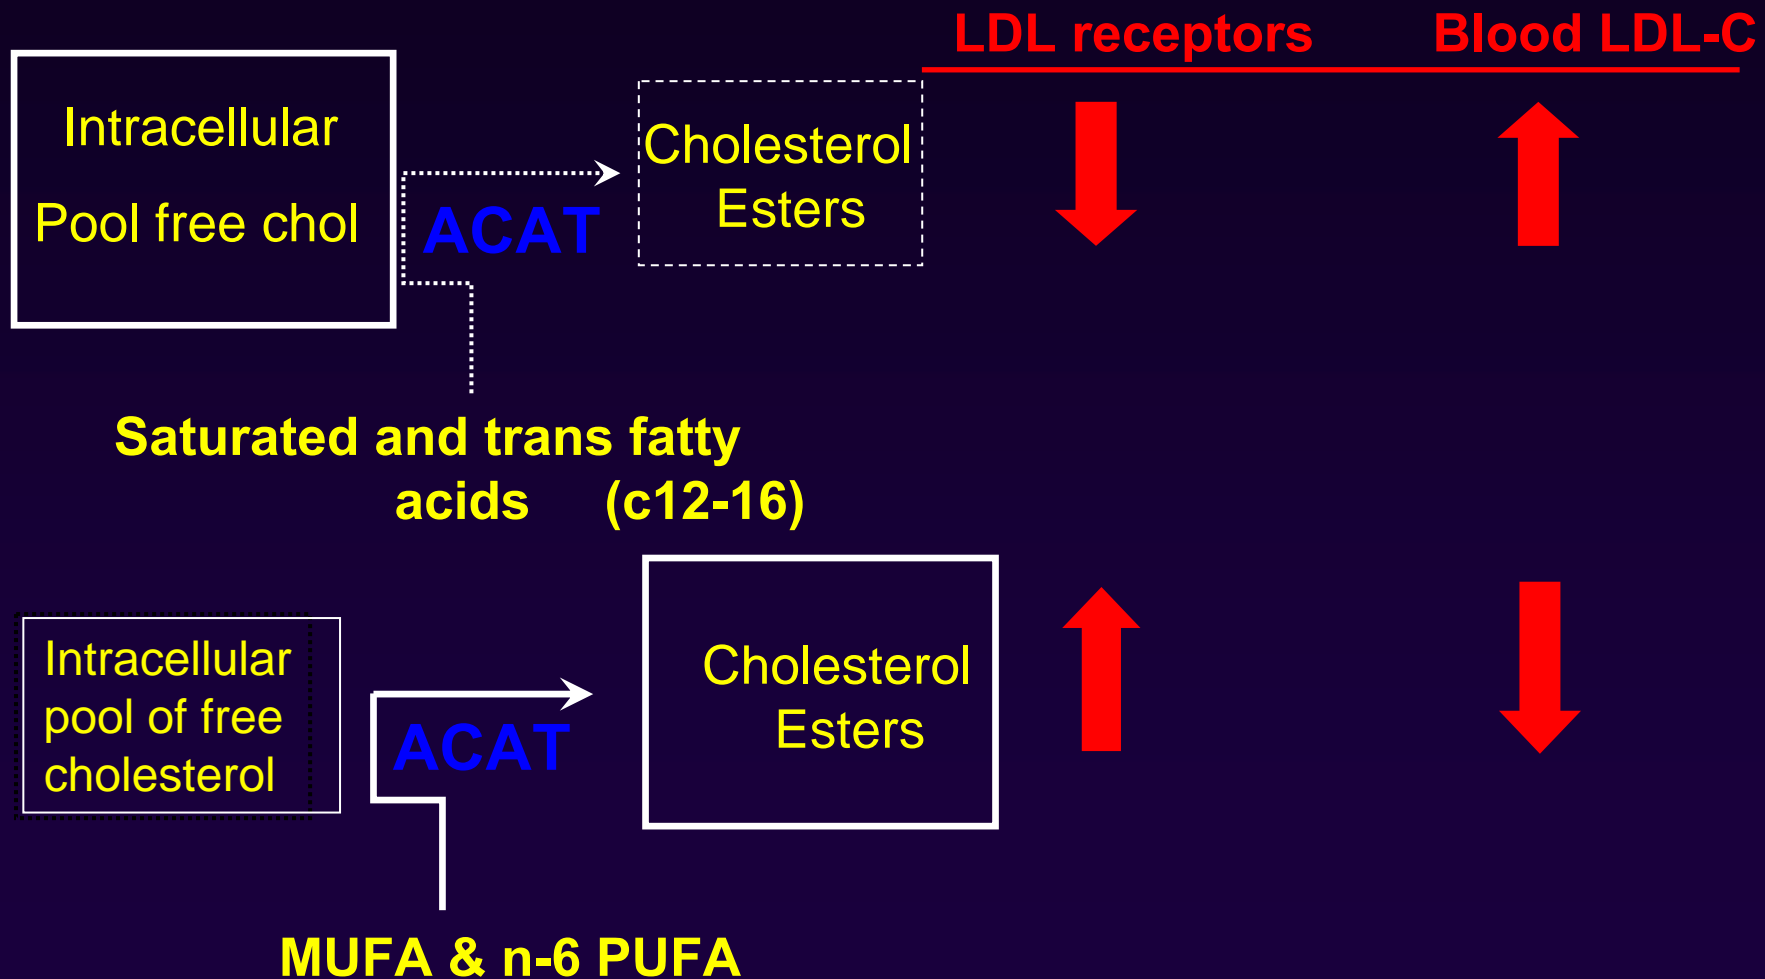 LDL receptors Blood LDL-C
Intracellular
Pool free chol
ACAT
Cholesterol
Esters
Saturated and trans fatty
acids (c12-16)
Intracellular
pool of free
cholesterol
ACAT
Cholesterol
Esters
MUFA & n-6 PUFA